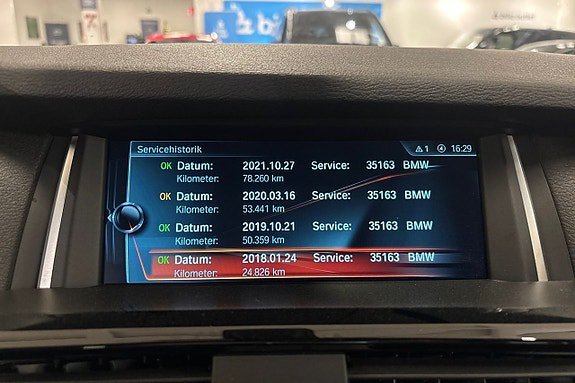 Servicehistorik 1 16:29
OK Datum: 2021.10.27 Service: 35163 BMW
Kilometer: 78.260 km
OK Datum: 2020.03.16 Service: 35163 BMW
Kilometer: 53.441 km
OK Datum: 2019.10.21 Service: 35163 BMW
Kilometer: 50.359 km
OK Datum: 2018.01.24 Service: 35163 BMW
Kilometer: 24.826 km